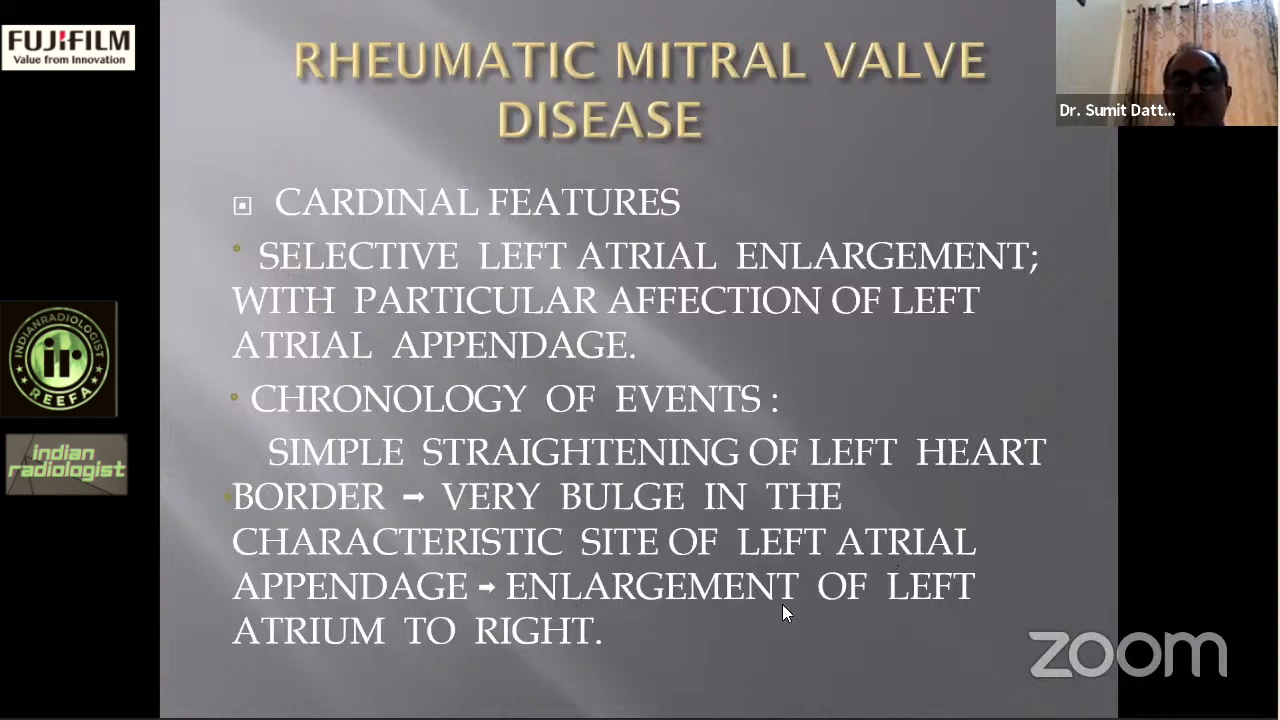 FUJIFILM
Value from Innovation
RHEUMATIC MITRAL VALVE
DISEASE
Dr. Sumit Datt...
CARDINAL FEATURES
SELECTIVE LEFT ATRIAL ENLARGEMENT;
WITH PARTICULAR AFFECTION OF LEFT
ATRIAL APPENDAGE.
CHRONOLOGY OF EVENTS :
SIMPLE STRAIGHTENING OF LEFT HEART
BORDER → VERY BULGE IN THE
CHARACTERISTIC SITE OF LEFT ATRIAL
APPENDAGE → ENLARGEMENT OF LEFT
ATRIUM TO RIGHT.
INDIANRADIOLOGIST
ir
REEFA
indian
radiologist
zoom